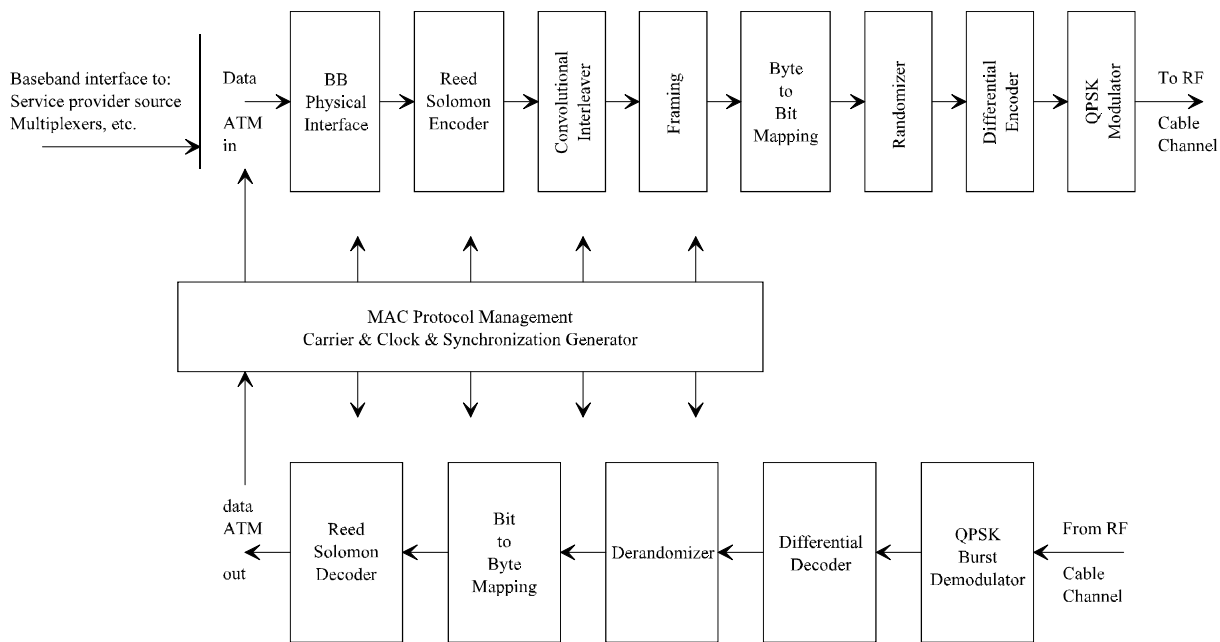 Baseband interface to:
Service provider source
Multiplexers, etc.
Data
ATM
in
BB
Physical
Interface
Reed
Solomon
Encoder
Convolutional
Interleaver
Framing
Byte
to
Bit
Mapping
Randomizer
Differential
Encoder
QPSK
Modulator
To RF
Cable
Channel
MAC Protocol Management
Carrier & Clock & Synchronization Generator
data
ATM
out
Reed
Solomon
Decoder
Bit
to
Byte
Mapping
Derandomizer
Differential
Decoder
QPSK
Burst
Demodulator
From RF
Cable
Channel